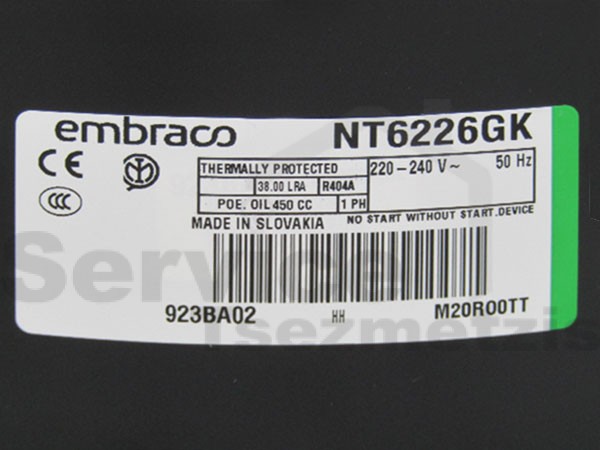 embraco NT6226GK
CE
CCC
THERMALLY PROTECTED 220-240 V~ 50 Hz
38.00 LRA R404A
POE. OIL 450 CC 1 PH
MADE IN SLOVAKIA NO START WITHOUT START.DEVICE
923BA02 HH M20R00TT
Service
sezmetzis